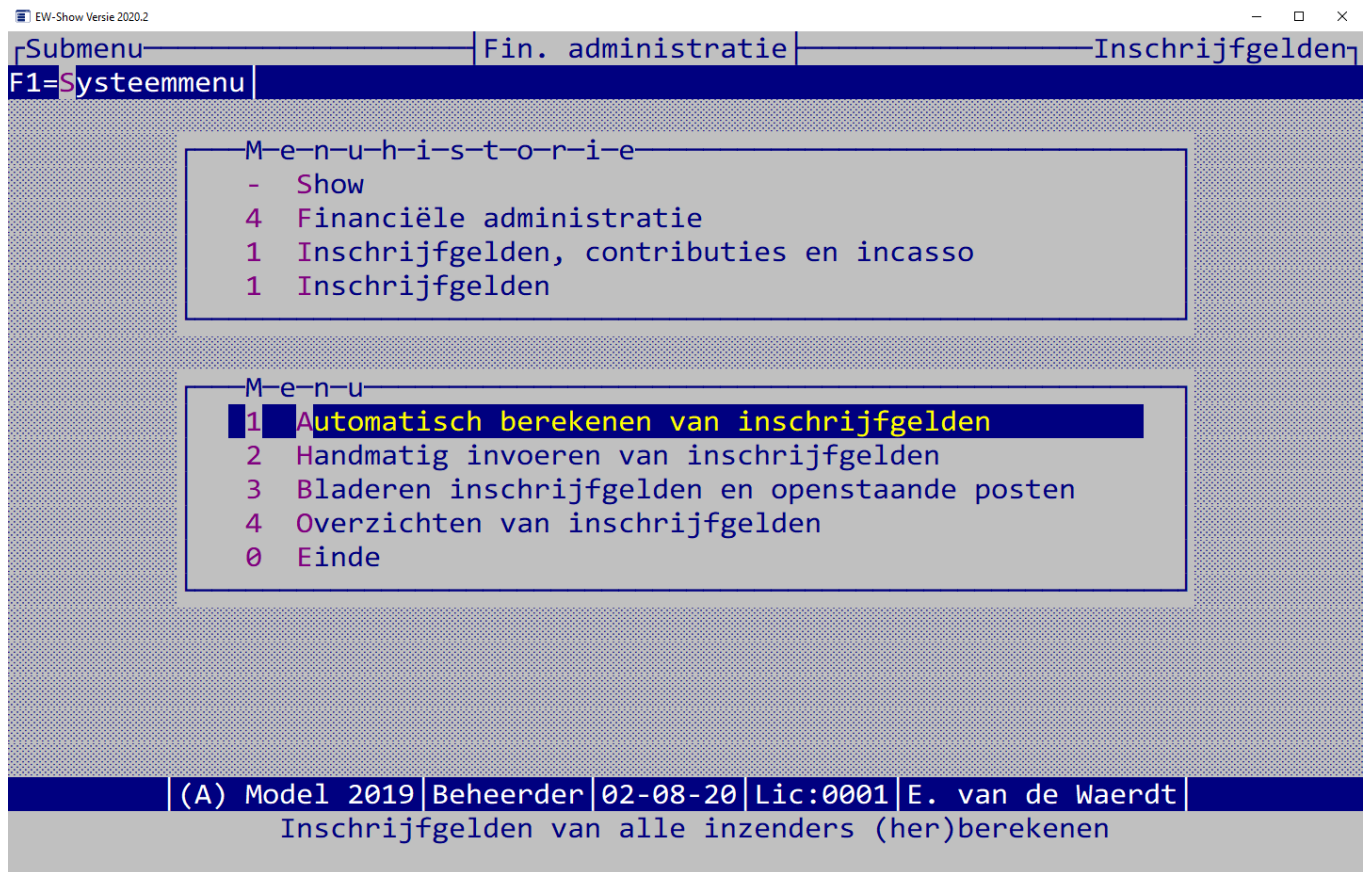 EW-Show Versie 2020.2
Submenu Fin. administratie Inschrijfgelden
F1=Systeemmenu
Menuhistorie
- Show
4 Financiële administratie
1 Inschrijfgelden, contributies en incasso
1 Inschrijfgelden
Menu
1 Automatisch berekenen van inschrijfgelden
2 Handmatig invoeren van inschrijfgelden
3 Bladeren inschrijfgelden en openstaande posten
4 Overzichten van inschrijfgelden
0 Einde
(A) Model 2019 Beheerder 02-08-20 Lic:0001 E. van de Waerdt
Inschrijfgelden van alle inzenders (her)berekenen